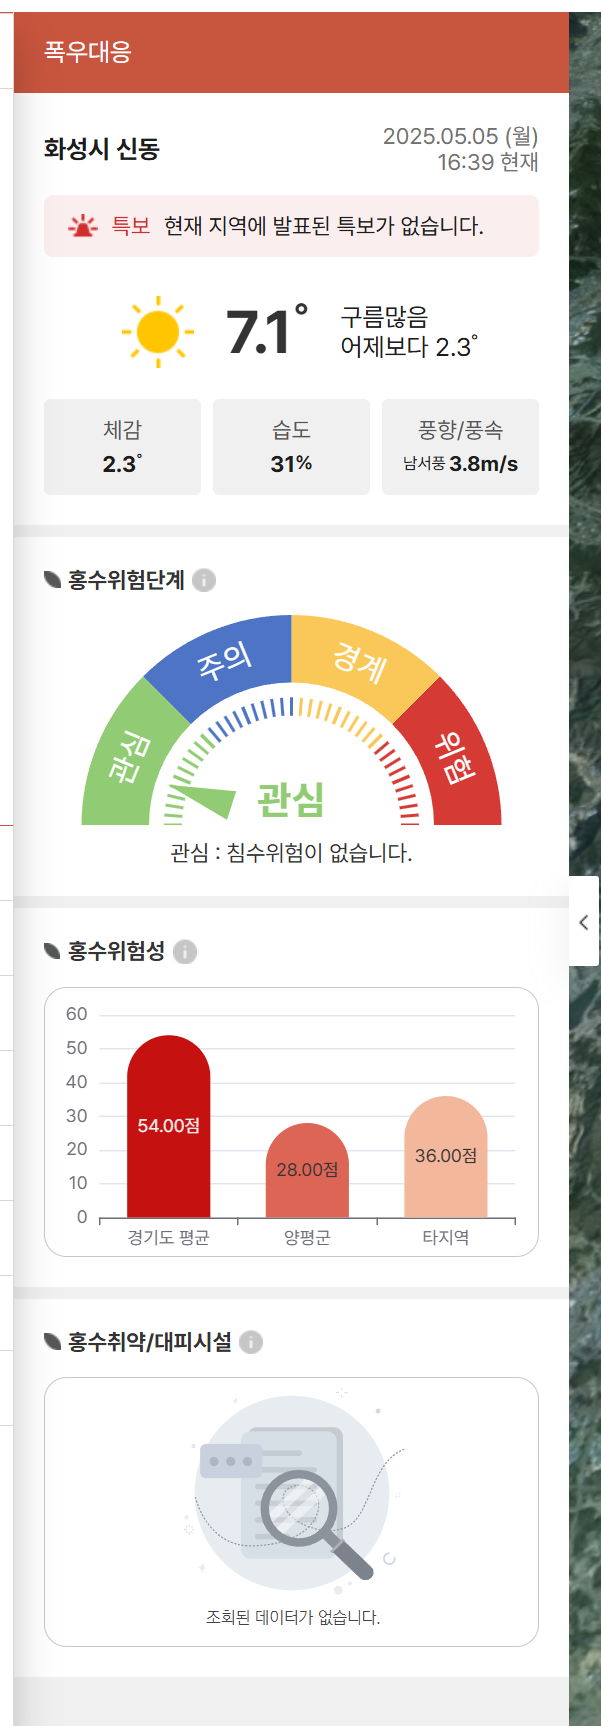 폭우대응
화성시 신동
2025.05.05 (월)
16:39 현재
특보 현재 지역에 발표된 특보가 없습니다.
7.1°
구름많음
어제보다 2.3°
체감
2.3°
습도
31%
풍향/풍속
남서풍 3.8m/s
홍수위험단계
관심
주의
경계
위험
관심
관심 : 침수위험이 없습니다.
홍수위험성
60
50
40
30
20
10
0
54.00점
28.00점
36.00점
경기도 평균
양평군
타지역
홍수취약/대피시설
조회된 데이터가 없습니다.